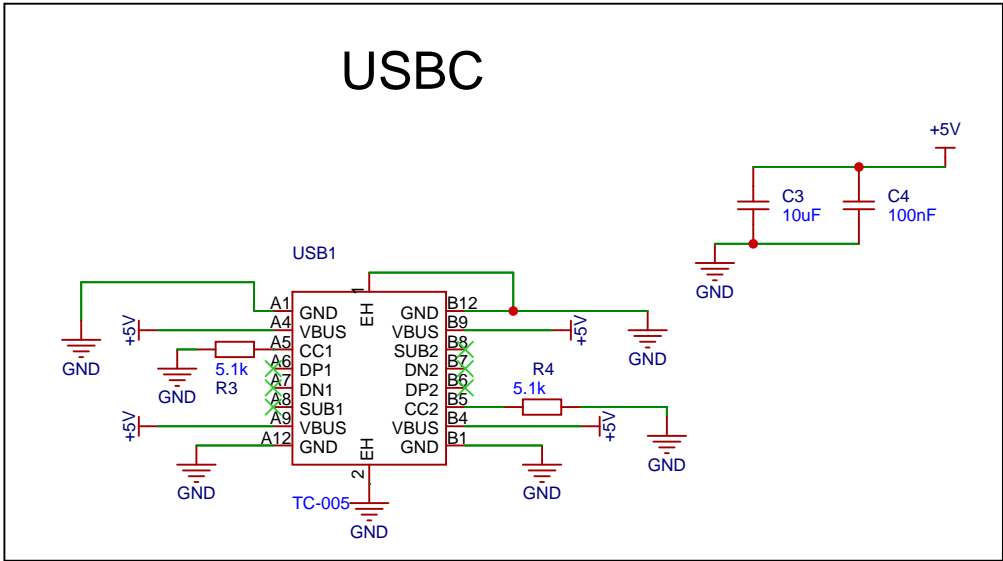 USBC
+5V
C3
10uF
C4
100nF
GND
USB1
1
EH
A1 GND
GND B12
+5V
A4 VBUS
VBUS B9
+5V
A5 CC1
SUB2 B8
GND
GND
GND
5.1k
R3
A6 DP1
DN2 B7
A7 DN1
DP2 B6
R4
5.1k
A8 SUB1
CC2 B5
+5V
A9 VBUS
VBUS B4
+5V
A12 GND
GND B1
EH
2
GND
GND
GND
TC-005
GND